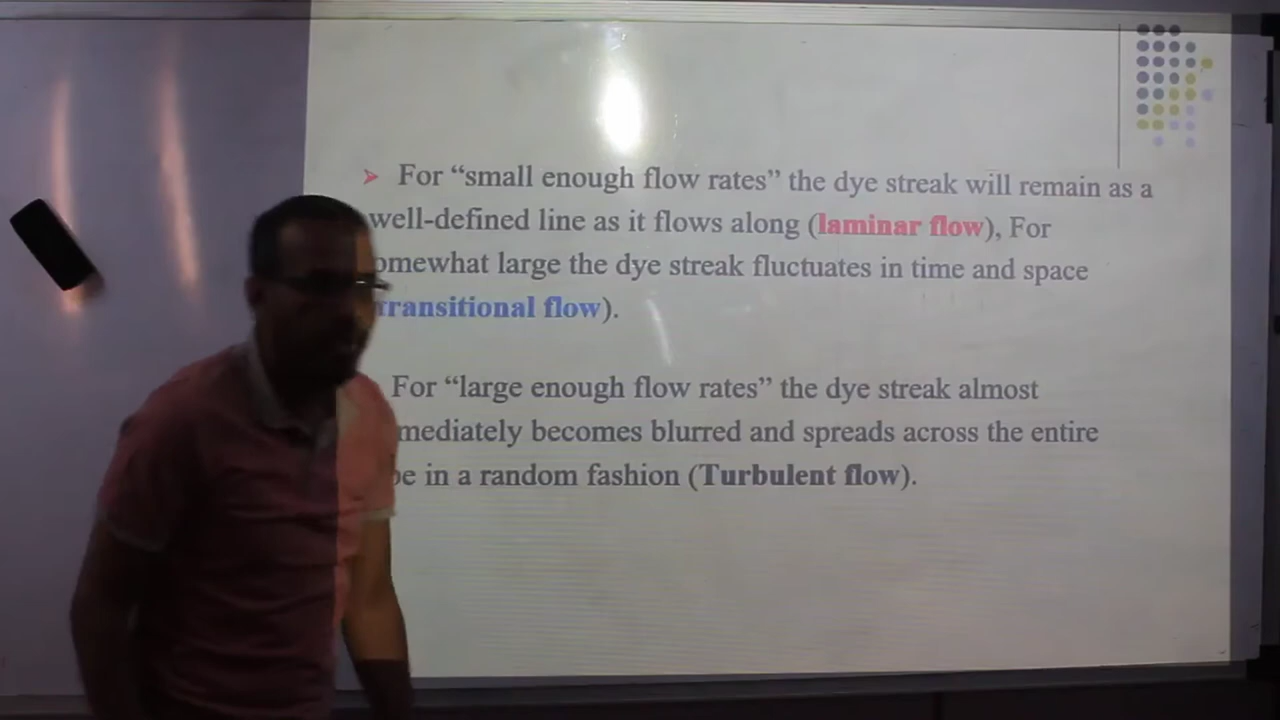 For “small enough flow rates” the dye streak will remain as a
well-defined line as it flows along (laminar flow), For
omewhat large the dye streak fluctuates in time and space
transitional flow).
For “large enough flow rates” the dye streak almost
mediately becomes blurred and spreads across the entire
e in a random fashion (Turbulent flow).